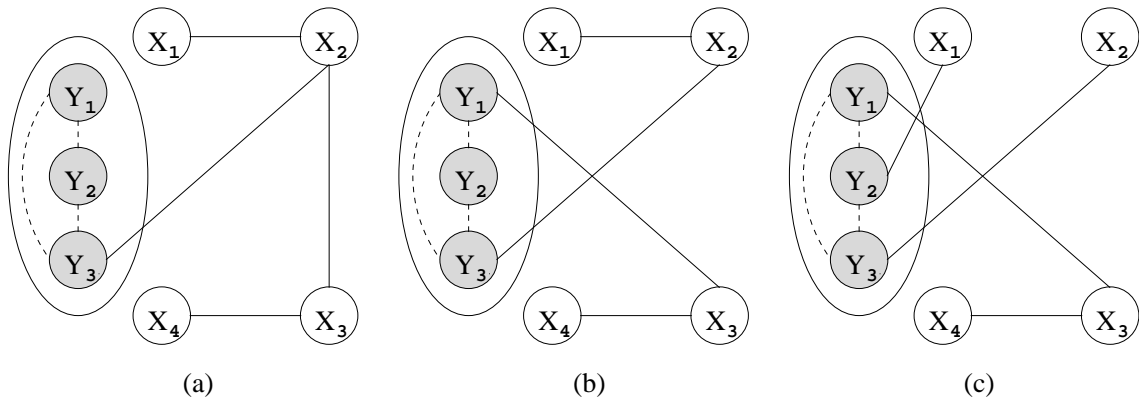 X₁ X₂ X₁ X₂ X₁ X₂
Y₁ Y₁ Y₁
Y₂ Y₂ Y₂
Y₃ Y₃ Y₃
X₄ X₃ X₄ X₃ X₄ X₃
(a) (b) (c)